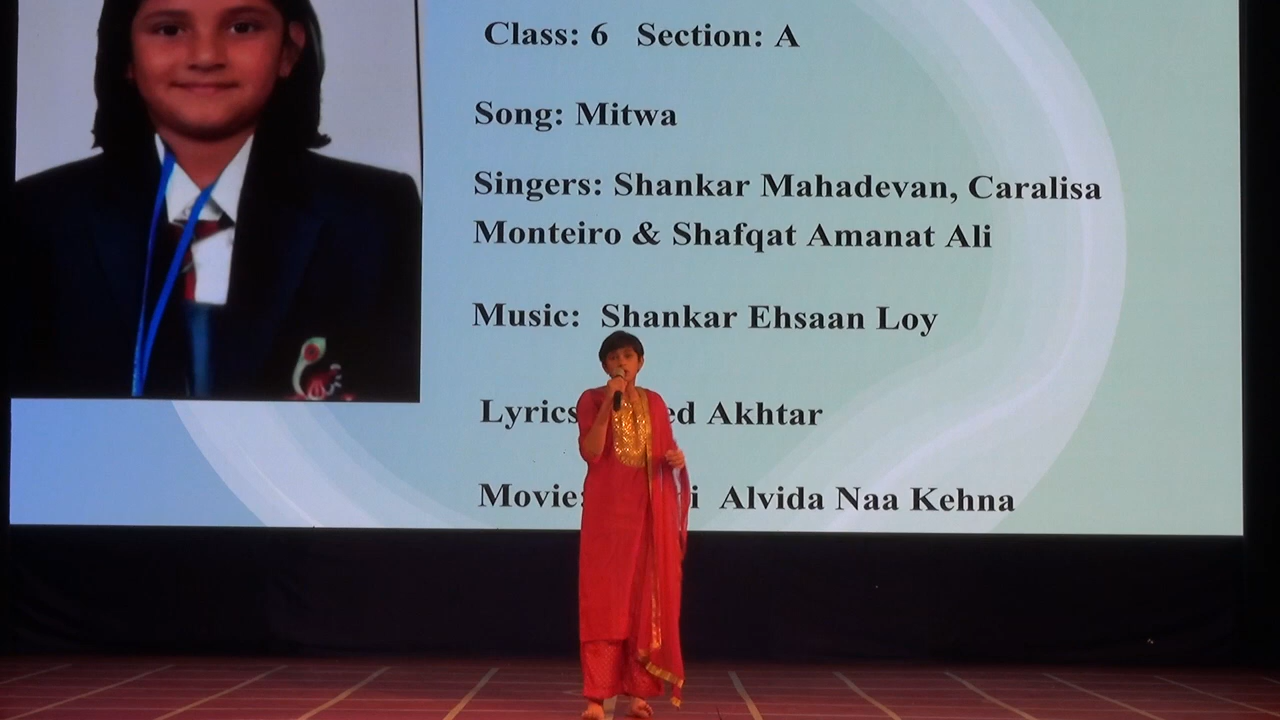 Class: 6 Section: A
Song: Mitwa
Singers: Shankar Mahadevan, Caralisa
Monteiro & Shafqat Amanat Ali
Music: Shankar Ehsaan Loy
Lyrics ed Akhtar
Movie: i Alvida Naa Kehna